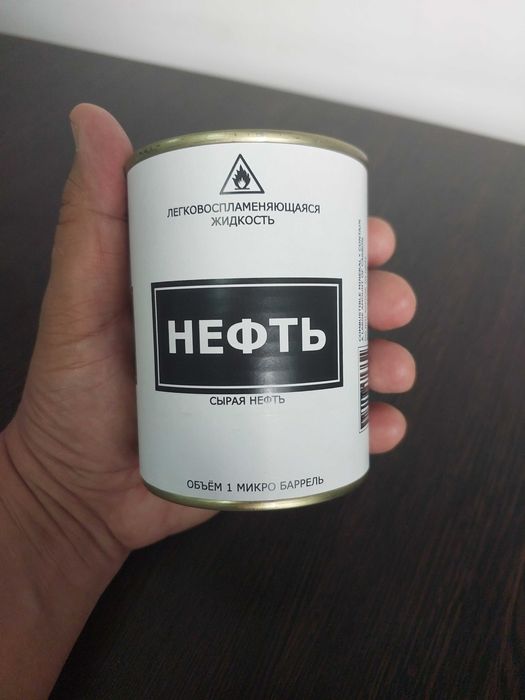 ЛЕГКОВОСПЛАМЕНЯЮЩАЯСЯ
ЖИДКОСТЬ
НЕФТЬ
СЫРАЯ НЕФТЬ
ОБЪЁМ 1 МИКРО БАРРЕЛЬ